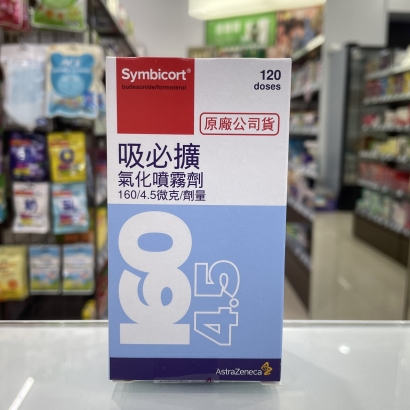 Symbicort®
budesonide/formoterol
120
doses
原廠公司貨
吸必擴
氣化噴霧劑
160/4.5微克/劑量
160
4.5
AstraZeneca